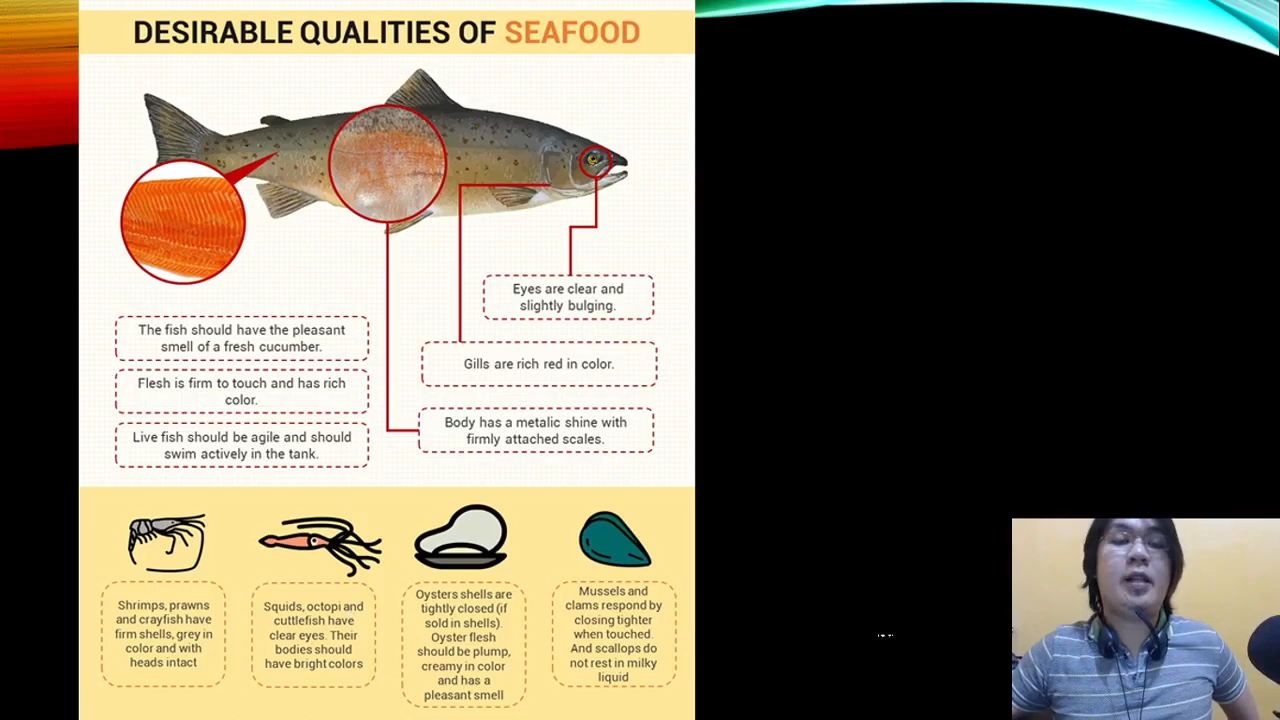 DESIRABLE QUALITIES OF SEAFOOD
Eyes are clear and
slightly bulging.
The fish should have the pleasant
smell of a fresh cucumber.
Gills are rich red in color.
Flesh is firm to touch and has rich
color.
Body has a metalic shine with
firmly attached scales.
Live fish should be agile and should
swim actively in the tank.
Shrimps, prawns
and crayfish have
firm shells, grey in
color and with
heads intact
Squids, octopi and
cuttlefish have
clear eyes. Their
bodies should
have bright colors
Oysters shells are
tightly closed (if
sold in shells).
Oyster flesh
should be plump,
creamy in color
and has a
pleasant smell
Mussels and
clams respond by
closing tighter
when touched.
And scallops do
not rest in milky
liquid